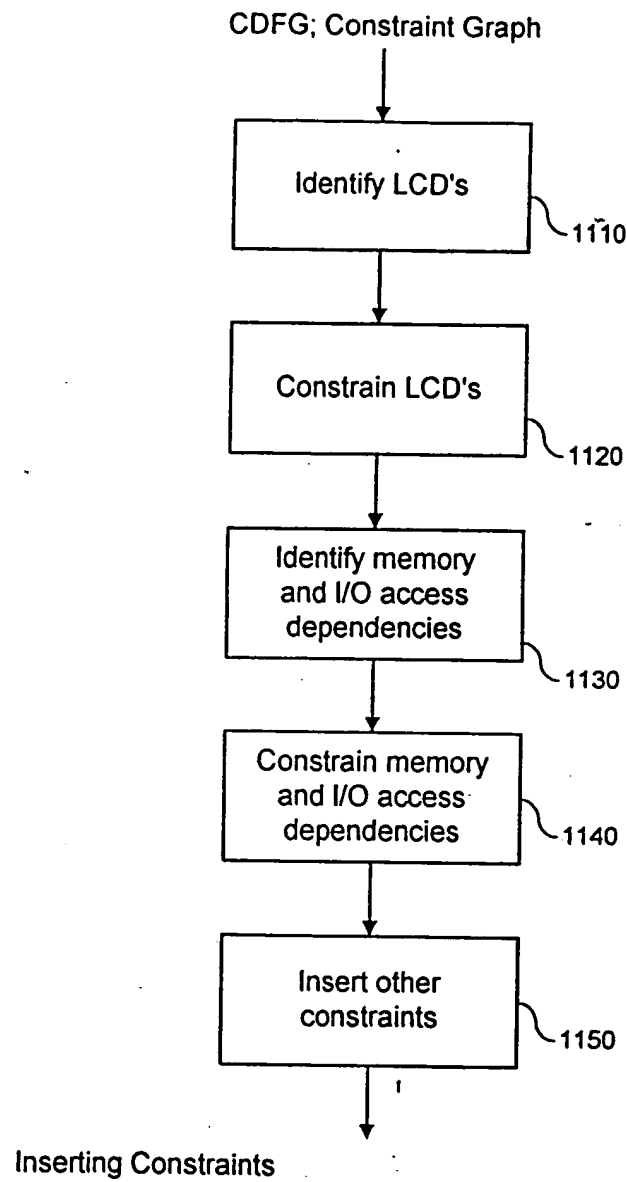 CDFG; Constraint Graph
Identify LCD's
1110
Constrain LCD's
1120
Identify memory
and I/O access
dependencies
1130
Constrain memory
and I/O access
dependencies
1140
Insert other
constraints
1150
Inserting Constraints